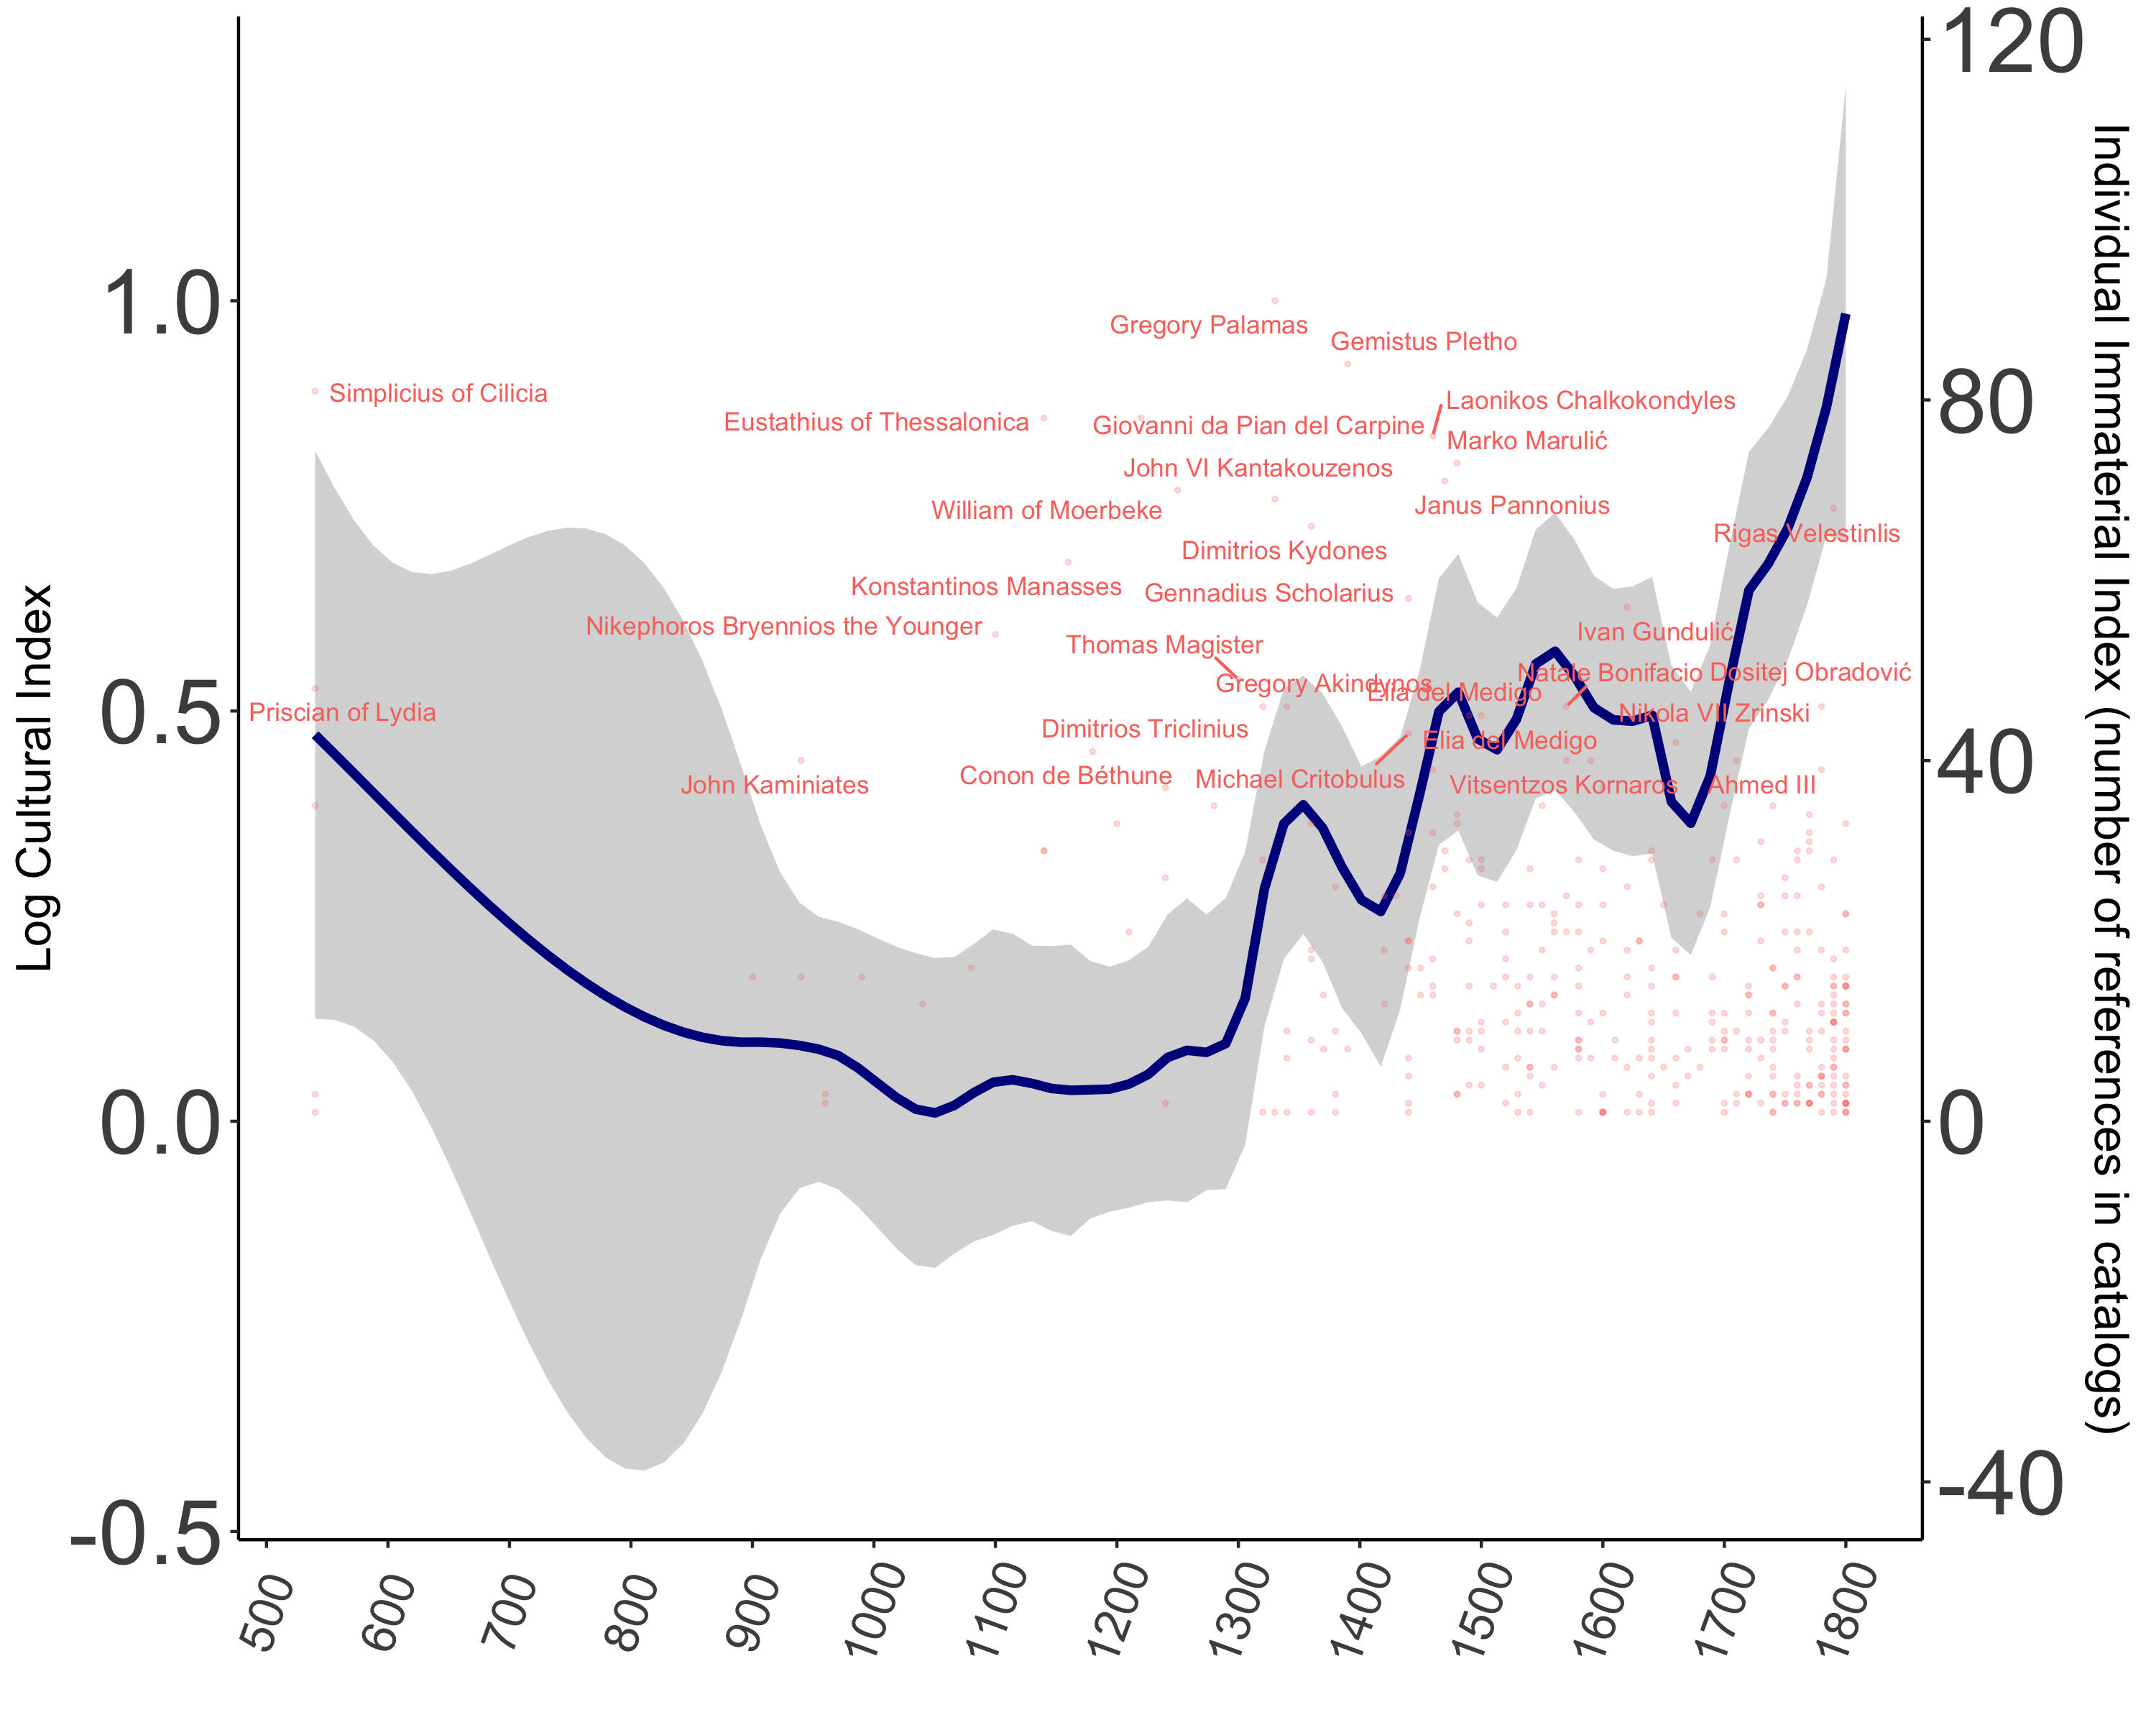 120
1.0
Gregory Palamas
Gemistus Pletho
Simplicius of Cilicia
Laonikos Chalkokondyles
80
Eustathius of Thessalonica
Giovanni da Pian del Carpine
Marko Marulić
John VI Kantakouzenos
William of Moerbeke
Janus Pannonius
Rigas Velestinlis
Dimitrios Kydones
Konstantinos Manasses
Gennadius Scholarius
Nikephoros Bryennios the Younger
Ivan Gundulić
Thomas Magister
Natale Bonifacio
Dositej Obradović
Gregory Akindynos
Elia del Medigo
0.5
Priscian of Lydia
Nikola VII Zrinski
Dimitrios Triclinius
Elia del Medigo
40
Conon de Béthune
Michael Critobulus
John Kaminiates
Vitsentzos Kornaros
Ahmed III
0.0
0
-40
-0.5
500
600
700
800
900
1000
1100
1200
1300
1400
1500
1600
1700
1800
Log Cultural Index
Individual Immaterial Index (number of references in catalogs)